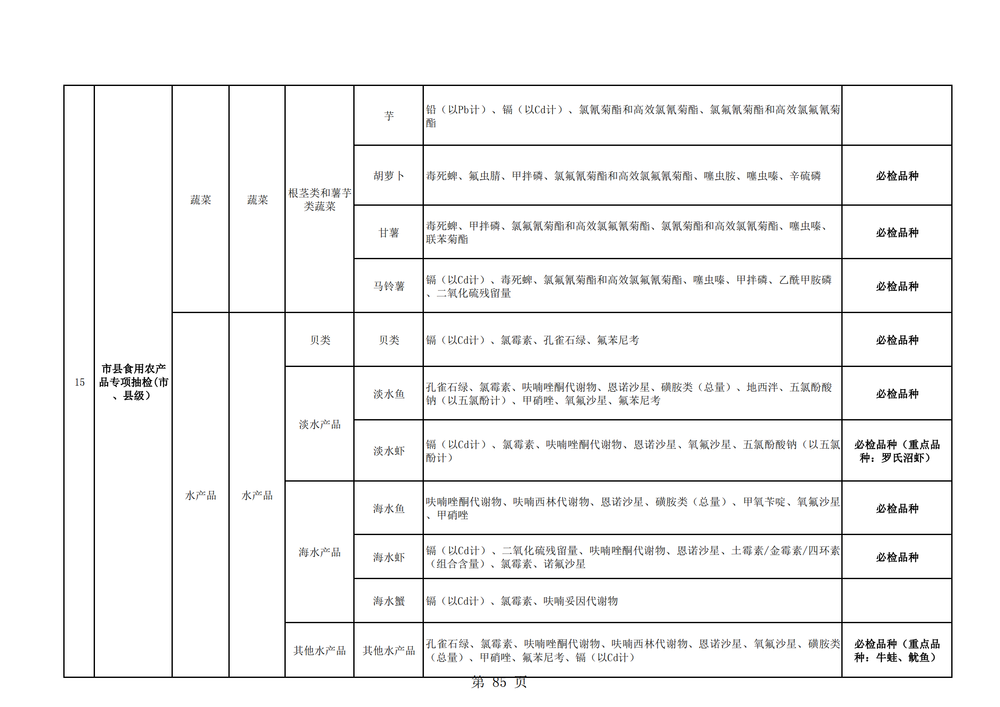 15
市县食用农产
品专项抽检(市
、县级）
蔬菜
蔬菜
根茎类和薯芋
类蔬菜
芋
铅（以Pb计）、镉（以Cd计）、氯氰菊酯和高效氯氰菊酯、氯氟氰菊酯和高效氯氟氰菊
酯
胡萝卜
毒死蜱、氟虫腈、甲拌磷、氯氟氰菊酯和高效氯氟氰菊酯、噻虫胺、噻虫嗪、辛硫磷
必检品种
甘薯
毒死蜱、甲拌磷、氯氟氰菊酯和高效氯氟氰菊酯、氯氰菊酯和高效氯氰菊酯、噻虫嗪、
联苯菊酯
必检品种
马铃薯
镉（以Cd计）、毒死蜱、氯氟氰菊酯和高效氯氟氰菊酯、噻虫嗪、甲拌磷、乙酰甲胺磷
、二氧化硫残留量
必检品种
水产品
水产品
贝类
贝类
镉（以Cd计）、氯霉素、孔雀石绿、氟苯尼考
必检品种
淡水产品
淡水鱼
孔雀石绿、氯霉素、呋喃唑酮代谢物、恩诺沙星、磺胺类（总量）、地西泮、五氯酚酸
钠（以五氯酚计）、甲硝唑、氧氟沙星、氟苯尼考
必检品种
淡水虾
镉（以Cd计）、氯霉素、呋喃唑酮代谢物、恩诺沙星、氧氟沙星、五氯酚酸钠（以五氯
酚计）
必检品种（重点品
种：罗氏沼虾）
海水产品
海水鱼
呋喃唑酮代谢物、呋喃西林代谢物、恩诺沙星、磺胺类（总量）、甲氧苄啶、氧氟沙星
、甲硝唑
必检品种
海水虾
镉（以Cd计）、二氧化硫残留量、呋喃唑酮代谢物、恩诺沙星、土霉素/金霉素/四环素
（组合含量）、氯霉素、诺氟沙星
必检品种
海水蟹
镉（以Cd计）、氯霉素、呋喃妥因代谢物
其他水产品
其他水产品
孔雀石绿、氯霉素、呋喃唑酮代谢物、呋喃西林代谢物、恩诺沙星、氧氟沙星、磺胺类
（总量）、甲硝唑、氟苯尼考、镉（以Cd计）
必检品种（重点品
种：牛蛙、鱿鱼）
第 85 页